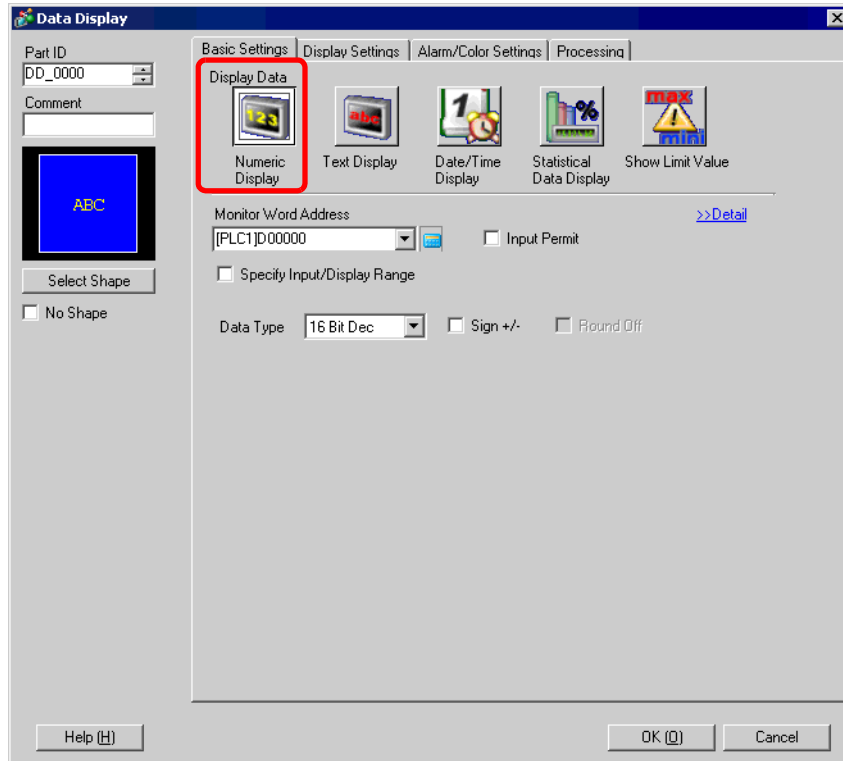 Data Display
Part ID
DD_0000
Comment
ABC
Select Shape
No Shape
Basic Settings
Display Settings
Alarm/Color Settings
Processing
Display Data
123
abc
1
%
max
mini
Numeric
Display
Text Display
Date/Time
Display
Statistical
Data Display
Show Limit Value
Monitor Word Address
>>Detail
[PLC1]D00000
Input Permit
Specify Input/Display Range
Data Type
16 Bit Dec
Sign +/-
Round Off
Help (H)
OK (O)
Cancel